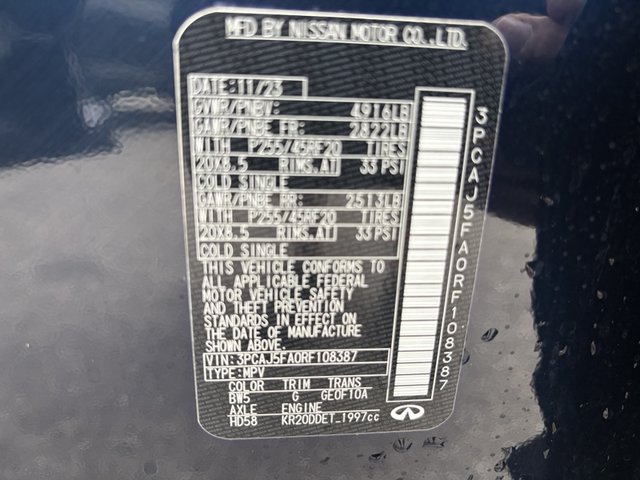 MFD BY NISSAN MOTOR CO.,LTD.
DATE:11/23
GVWR/PNBV: 4916LB
GAWR/PNBE FR: 2822LB
WITH P255/45RF20 TIRES
20X8.5 RIMS,AT 33 PSI
COLD SINGLE
GAWR/PNBE RR: 2513LB
WITH P255/45RF20 TIRES
20X8.5 RIMS,AT 33 PSI
COLD SINGLE
THIS VEHICLE CONFORMS TO
ALL APPLICABLE FEDERAL
MOTOR VEHICLE SAFETY
AND THEFT PREVENTION
STANDARDS IN EFFECT ON
THE DATE OF MANUFACTURE
SHOWN ABOVE.
VIN:3PCAJ5FA0RF108387
TYPE:MPV
COLOR TRIM TRANS
BW5 G GE0F10A
AXLE ENGINE
HD58 KR20DDET_1997cc
3PCAJ5FA0RF108387